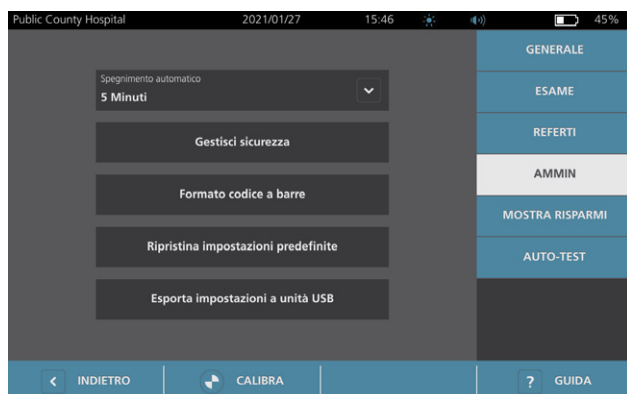 Public County Hospital 2021/01/27 15:46 45%
GENERALE
Spegnimento automatico
5 Minuti
ESAME
Gestisci sicurezza
REFERTI
AMMIN
Formato codice a barre
MOSTRA RISPARMI
Ripristina impostazioni predefinite
AUTO-TEST
Esporta impostazioni a unità USB
INDIETRO CALIBRA ? GUIDA